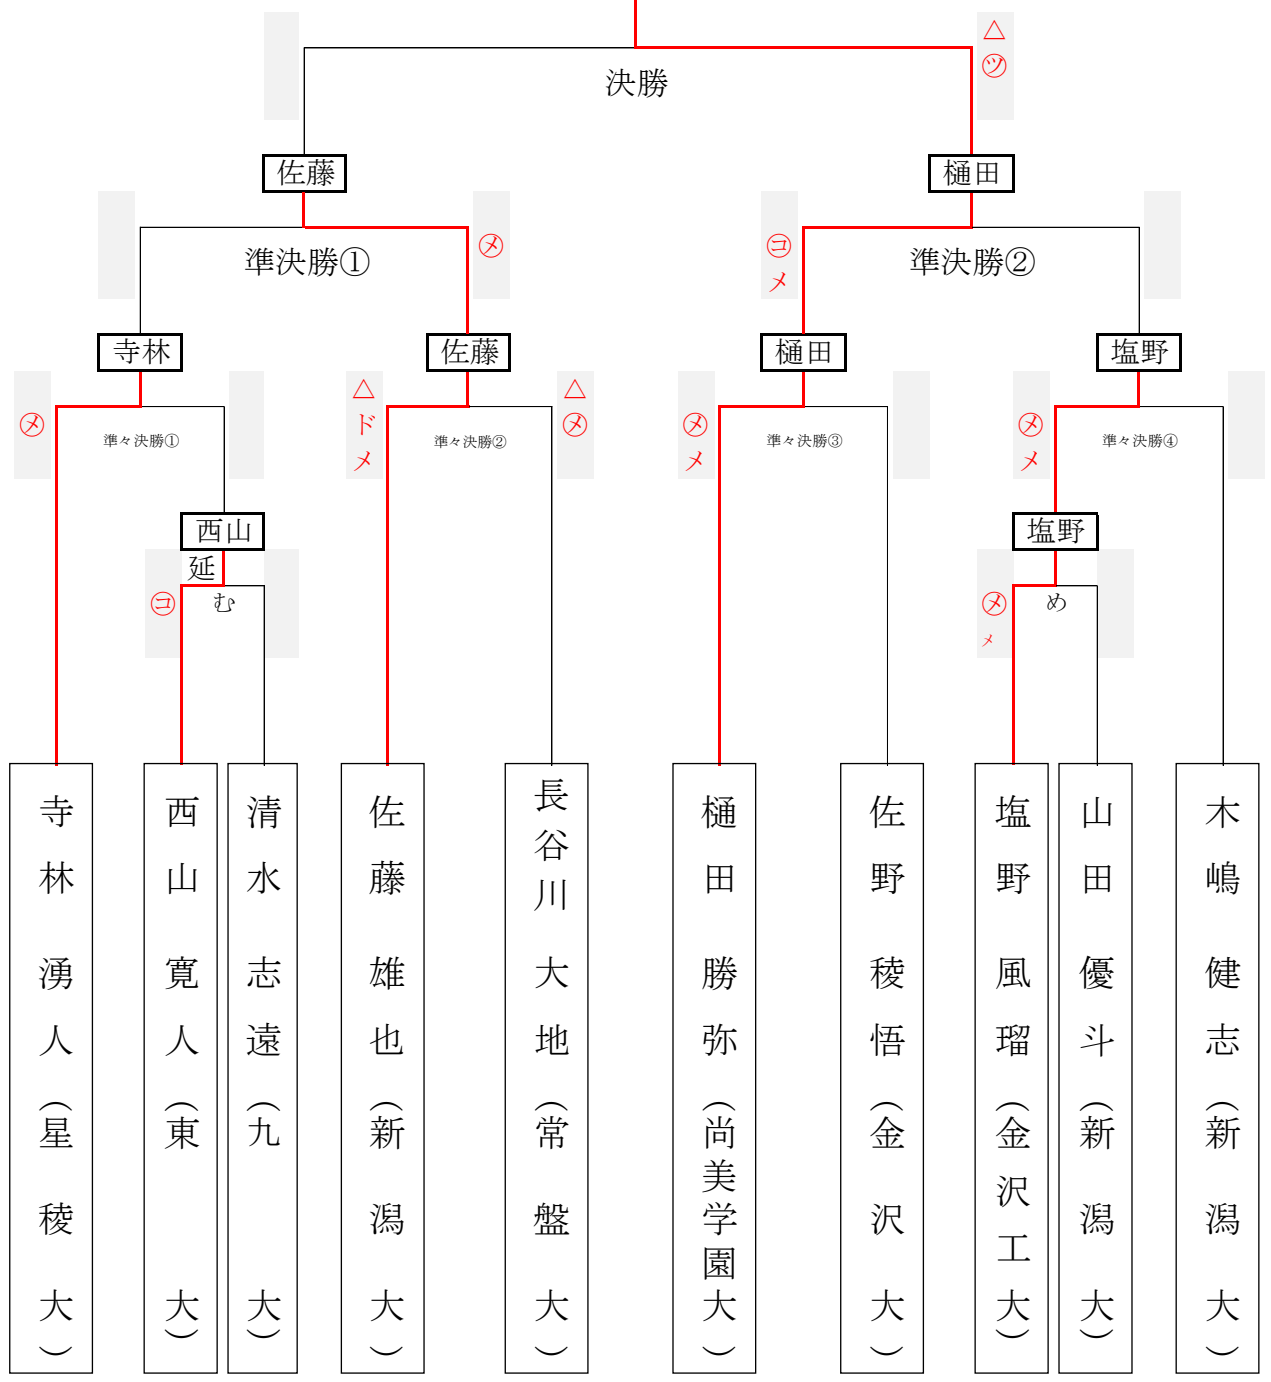 △
㋡
決勝
佐藤
樋田
㋱
㋙
メ
準決勝①
準決勝②
寺林
佐藤
樋田
塩野
㋱
△
ド
メ
△
㋱
㋱
メ
㋱
メ
準々決勝①
準々決勝②
準々決勝③
準々決勝④
西山
塩野
延
㋙
む
㋱
メ
め
寺林 湧人(星稜大)
西山 寛人(東大)
清水 志遠(九大)
佐藤 雄也(新潟大)
長谷川 大地(常盤大)
樋田 勝弥(尚美学園大)
佐野 稜悟(金沢大)
塩野 風瑠(金沢工大)
山田 優斗(新潟大)
木嶋 健志(新潟大)